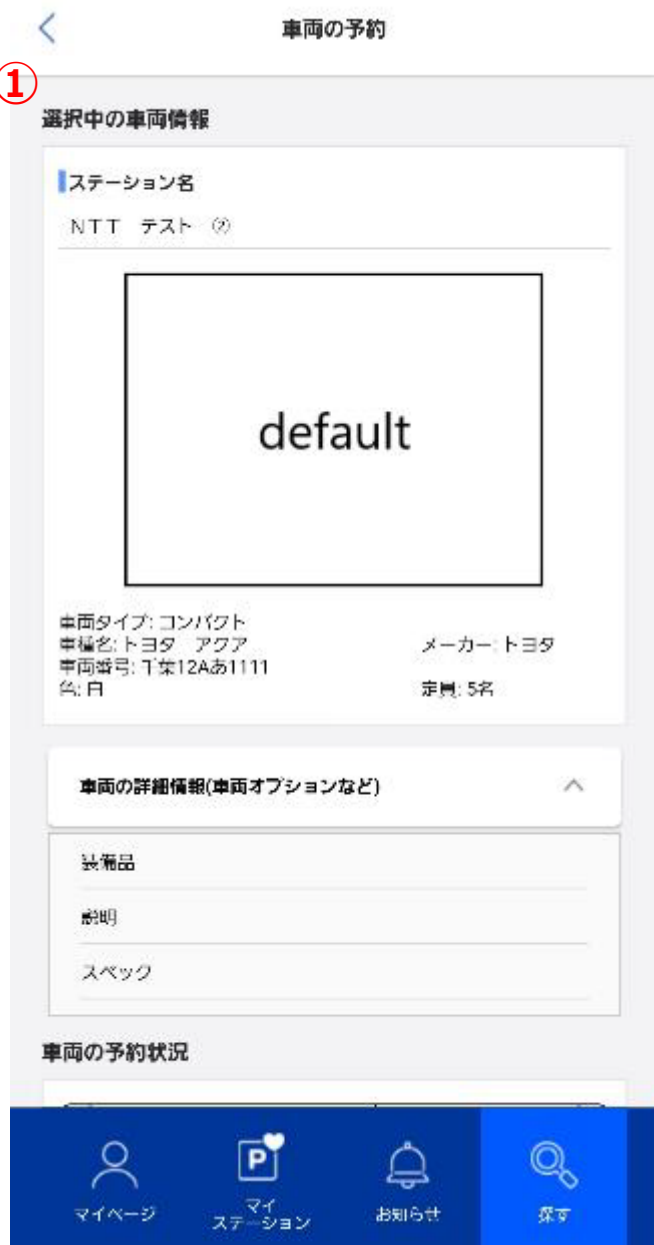 車両の予約
①
選択中の車両情報
ステーション名
NTT テスト ②
default
車両タイプ: コンパクト
車種名: トヨタ アクア メーカー: トヨタ
車両番号: 千葉12Aあ1111
色: 白 定員: 5名
車両の詳細情報(車両オプションなど)
装備品
説明
スペック
車両の予約状況
P
マイページ
マイ
ステーション
お知らせ
探す